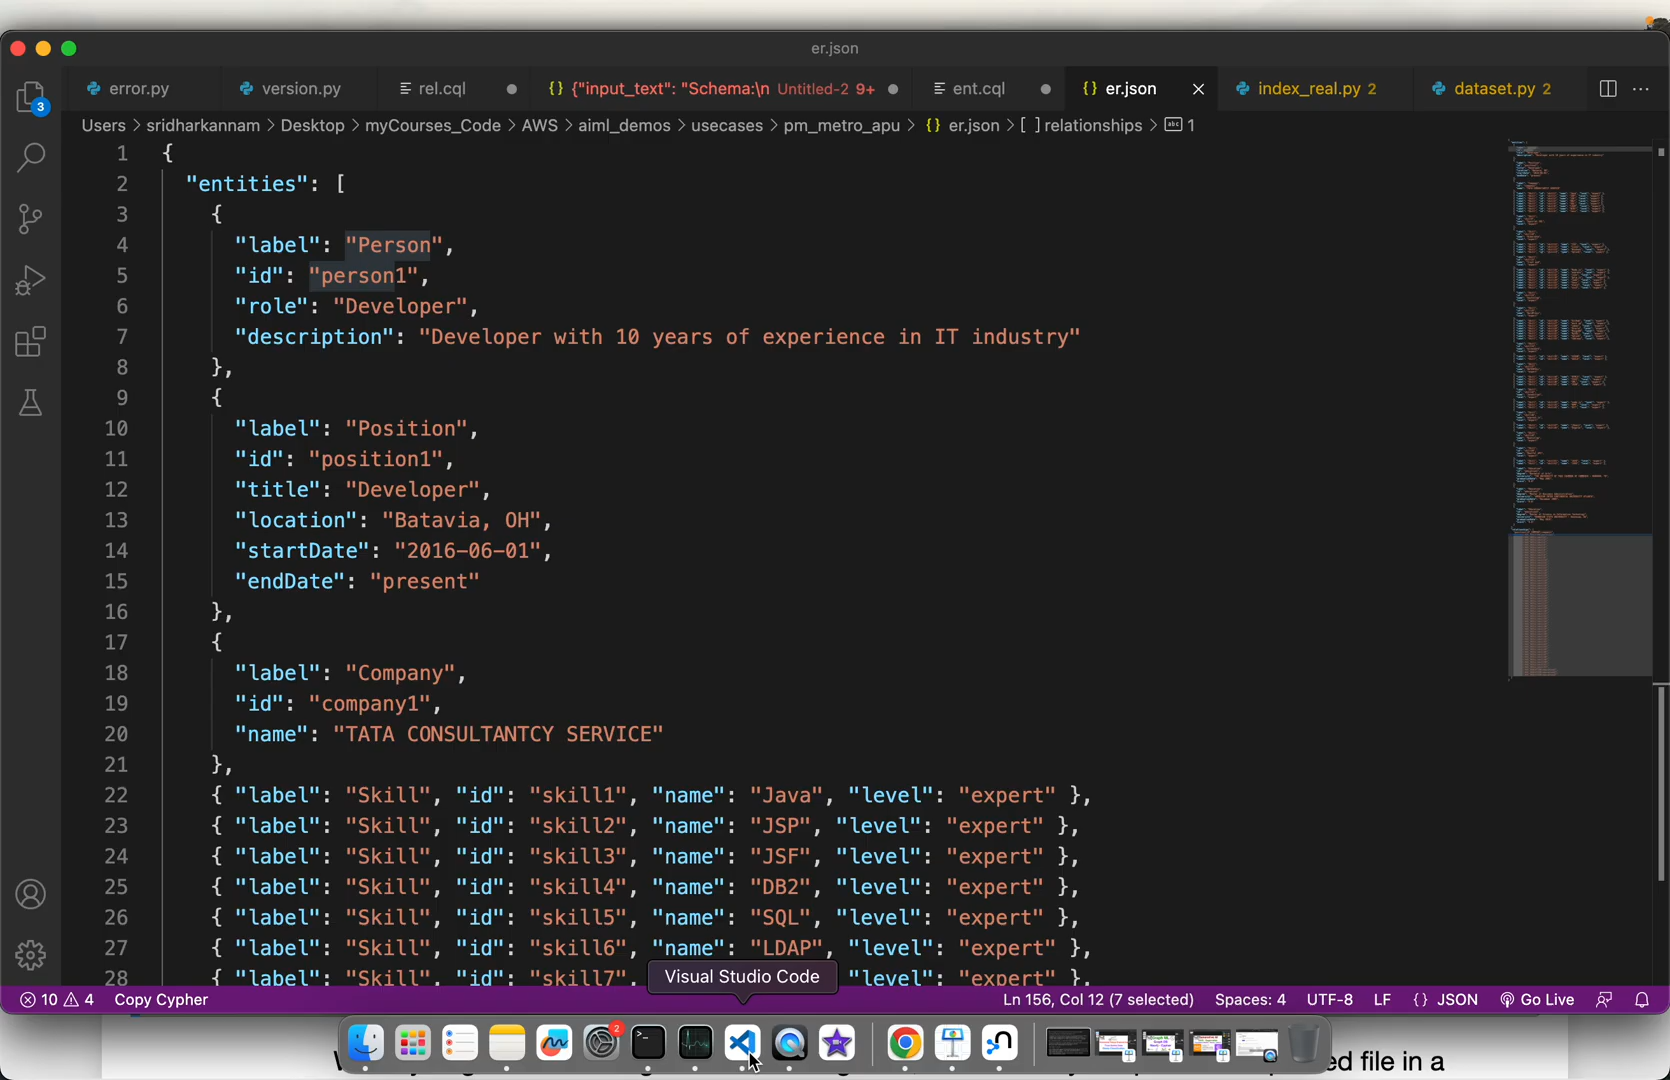 er.json
error.py
version.py
rel.cql
{} {"input_text": "Schema:\n Untitled-2 9+
ent.cql
{} er.json
index_real.py 2
dataset.py 2
3
Users > sridharkannam > Desktop > myCourses_Code > AWS > aiml_demos > usecases > pm_metro_apu > {} er.json > [ ] relationships > abc 1
1 {
2 "entities": [
3 {
4 "label": "Person",
5 "id": "person1",
6 "role": "Developer",
7 "description": "Developer with 10 years of experience in IT industry"
8 },
9 {
10 "label": "Position",
11 "id": "position1",
12 "title": "Developer",
13 "location": "Batavia, OH",
14 "startDate": "2016-06-01",
15 "endDate": "present"
16 },
17 {
18 "label": "Company",
19 "id": "company1",
20 "name": "TATA CONSULTANTCY SERVICE"
21 },
22 { "label": "Skill", "id": "skill1", "name": "Java", "level": "expert" },
23 { "label": "Skill", "id": "skill2", "name": "JSP", "level": "expert" },
24 { "label": "Skill", "id": "skill3", "name": "JSF", "level": "expert" },
25 { "label": "Skill", "id": "skill4", "name": "DB2", "level": "expert" },
26 { "label": "Skill", "id": "skill5", "name": "SQL", "level": "expert" },
27 { "label": "Skill", "id": "skill6", "name": "LDAP", "level": "expert" },
28 { "label": "Skill", "id": "skill7", "level": "expert" },
Visual Studio Code
10 4 Copy Cypher Ln 156, Col 12 (7 selected) Spaces: 4 UTF-8 LF {} JSON Go Live
2
file in a